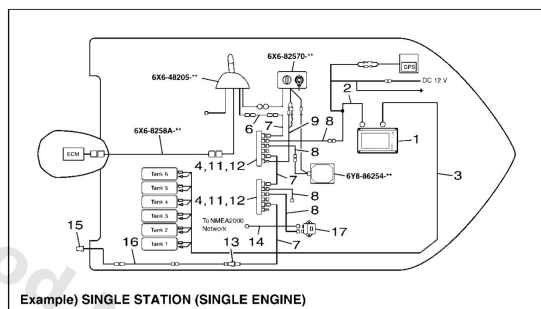 6X6-82570-**
6X6-48205-**
GPS
DC 12 V
2
6
7
9
8
1
6X6-8258A-**
ECM
4, 11, 12
8
6Y8-86254-**
3
Tank 6
Tank 5
Tank 4
Tank 3
Tank 2
Tank 1
7
4, 11, 12
8
To NMEA2000
Network
14
17
15
16
13
7
Example) SINGLE STATION (SINGLE ENGINE)